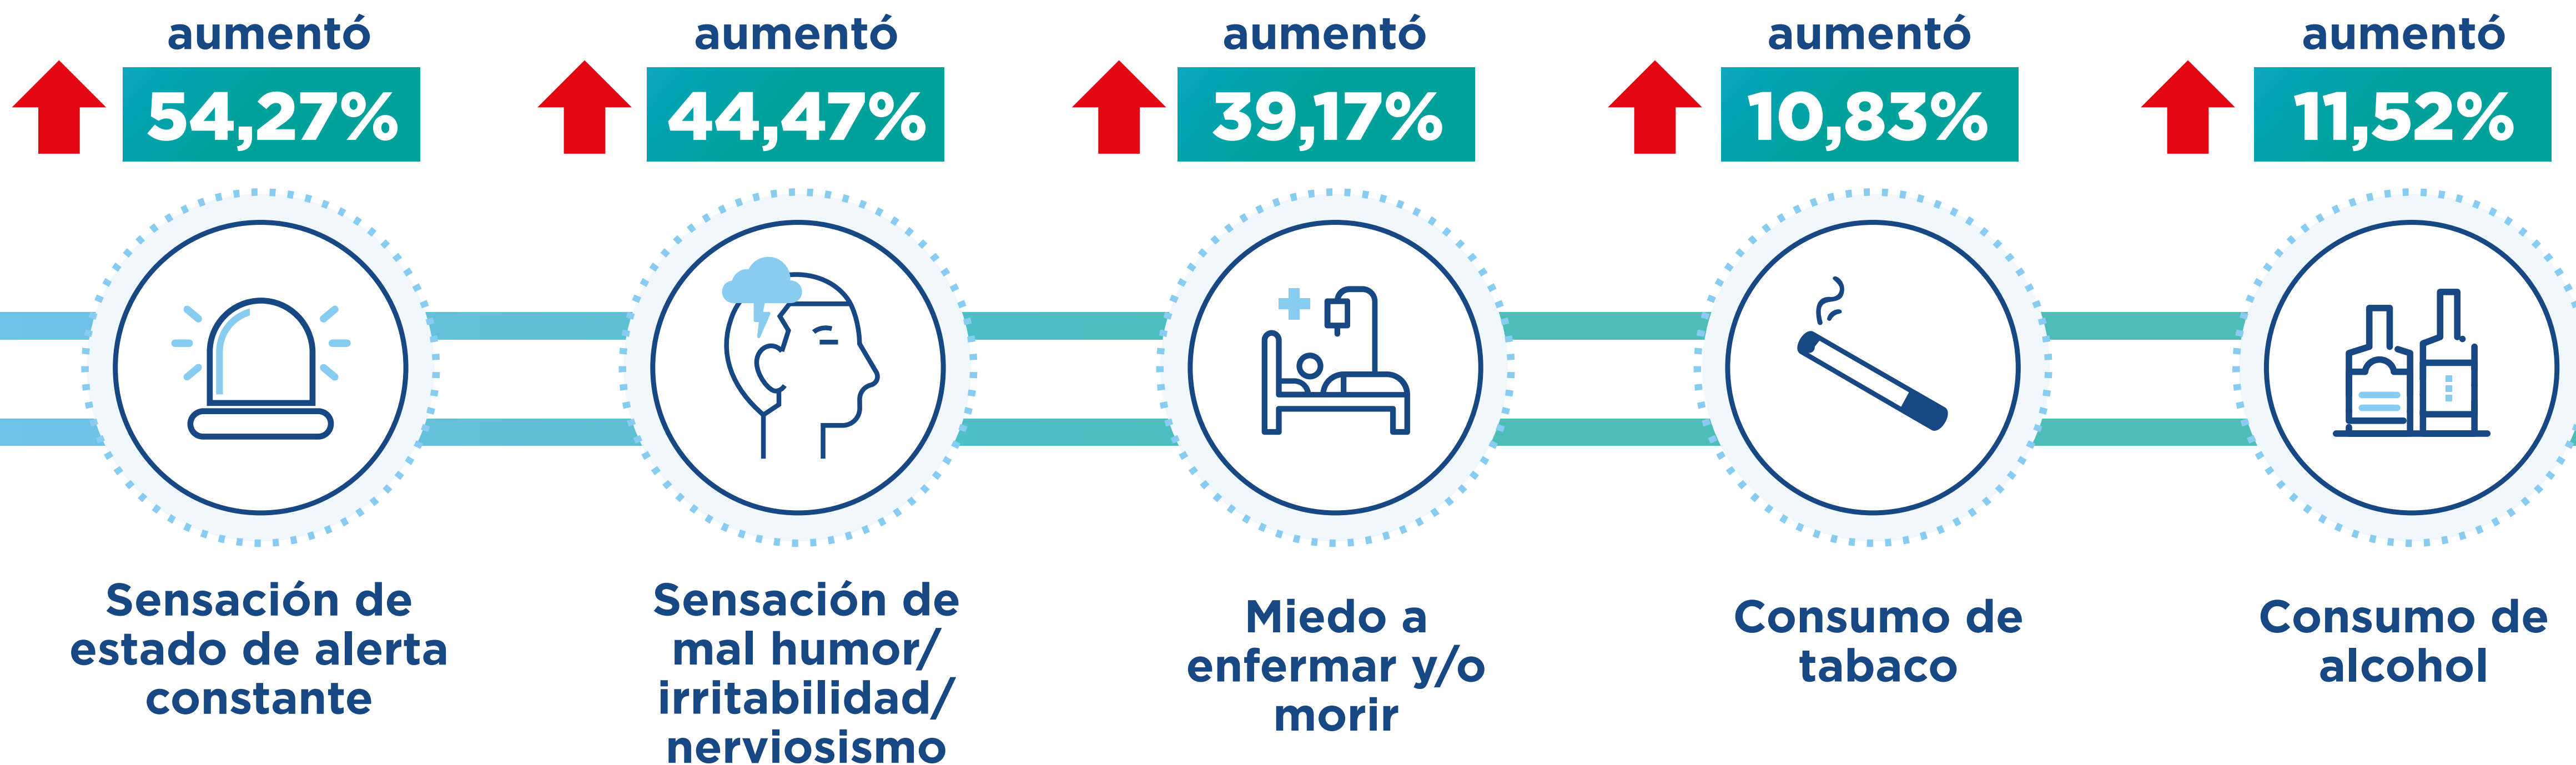 aumentó
54,27%
Sensación de
estado de alerta
constante
aumentó
44,47%
Sensación de
mal humor/
irritabilidad/
nerviosismo
aumentó
39,17%
Miedo a
enfermar y/o
morir
aumentó
10,83%
Consumo de
tabaco
aumentó
11,52%
Consumo de
alcohol